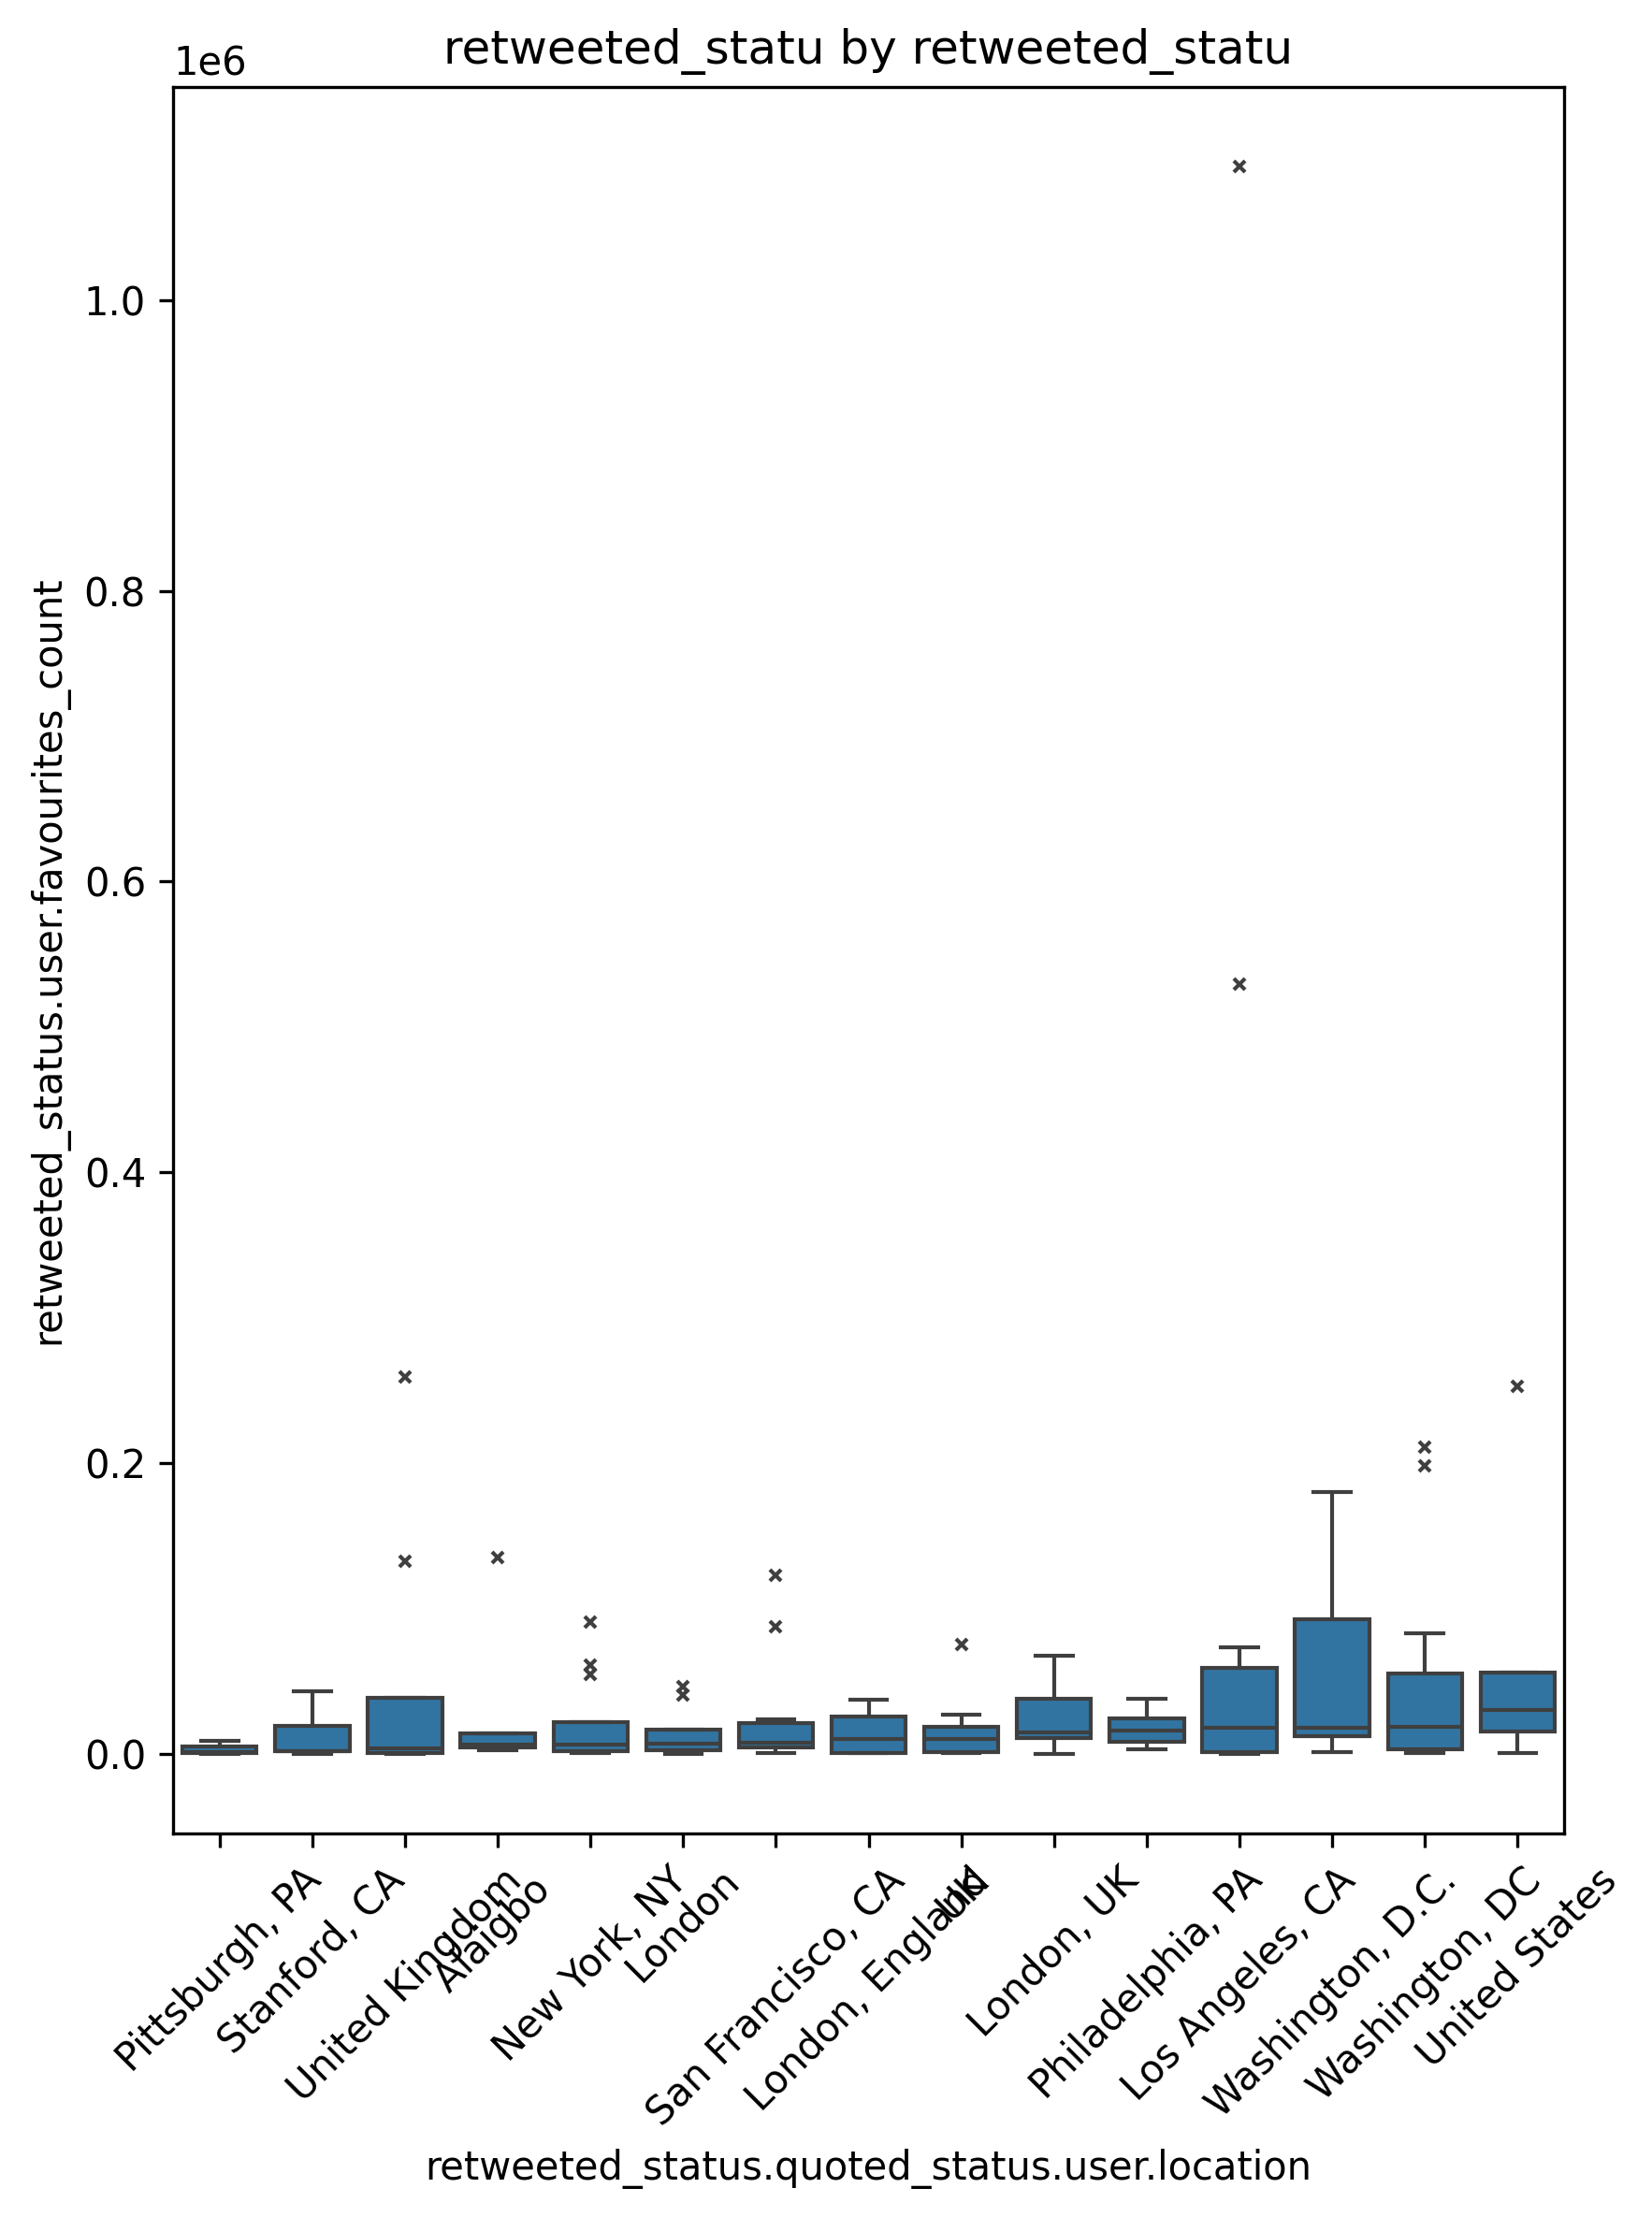 retweeted_statu by retweeted_statu
1e6
1.0
0.8
0.6
0.4
0.2
0.0
retweeted_status.user.favourites_count
Pittsburgh, PA
Stanford, CA
United Kingdom
Alaigbo
New York, NY
London
San Francisco, CA
London, England
UK
London, UK
Philadelphia, PA
Los Angeles, CA
Washington, D.C.
Washington, DC
United States
retweeted_status.quoted_status.user.location